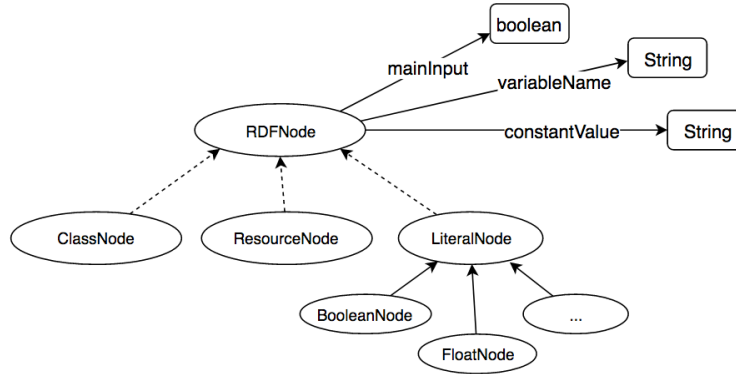 boolean
mainInput
String
variableName
RDFNode
constantValue
String
ClassNode
ResourceNode
LiteralNode
BooleanNode
...
FloatNode